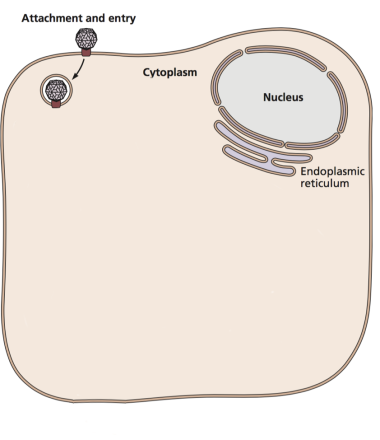 Attachment and entry
Cytoplasm
Nucleus
Endoplasmic
reticulum